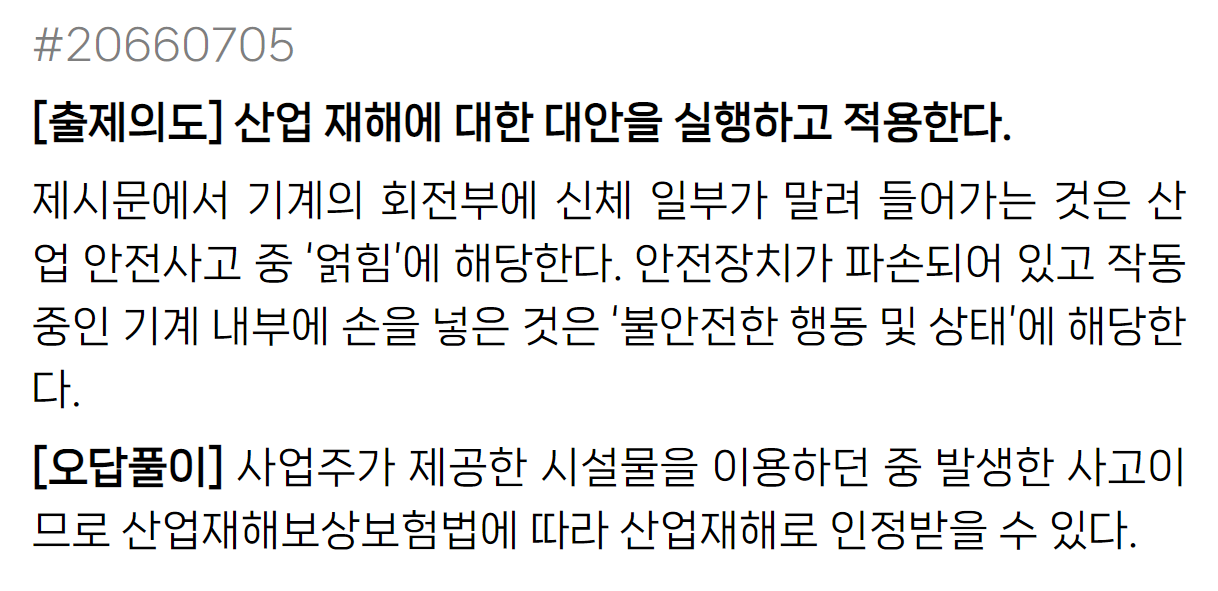 #20660705
[출제의도] 산업 재해에 대한 대안을 실행하고 적용한다.
제시문에서 기계의 회전부에 신체 일부가 말려 들어가는 것은 산
업 안전사고 중 '얽힘'에 해당한다. 안전장치가 파손되어 있고 작동
중인 기계 내부에 손을 넣은 것은 '불안전한 행동 및 상태'에 해당한
다.
[오답풀이] 사업주가 제공한 시설물을 이용하던 중 발생한 사고이
므로 산업재해보상보험법에 따라 산업재해로 인정받을 수 있다.